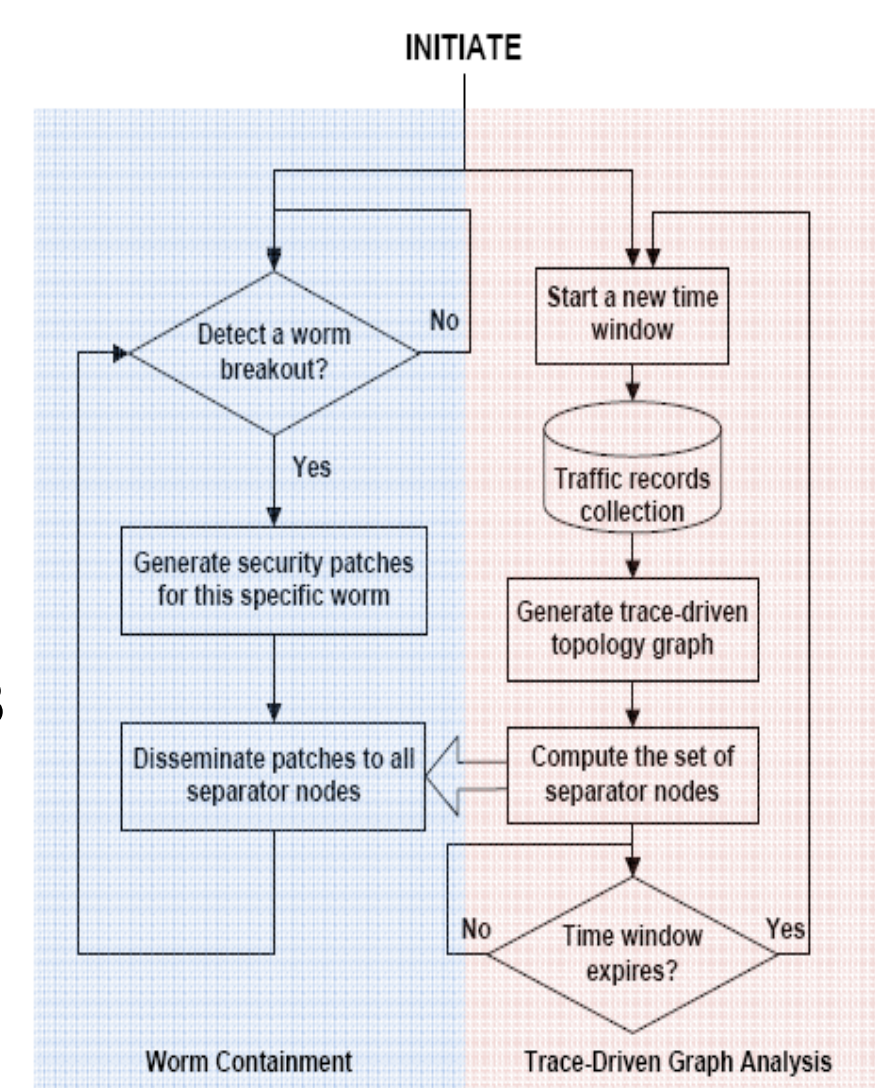 INITIATE
Detect a worm
breakout?
No
Yes
Generate security patches
for this specific worm
Disseminate patches to all
separator nodes
Worm Containment
Start a new time
window
Traffic records
collection
Generate trace-driven
topology graph
Compute the set of
separator nodes
Time window
expires?
No
Yes
Trace-Driven Graph Analysis